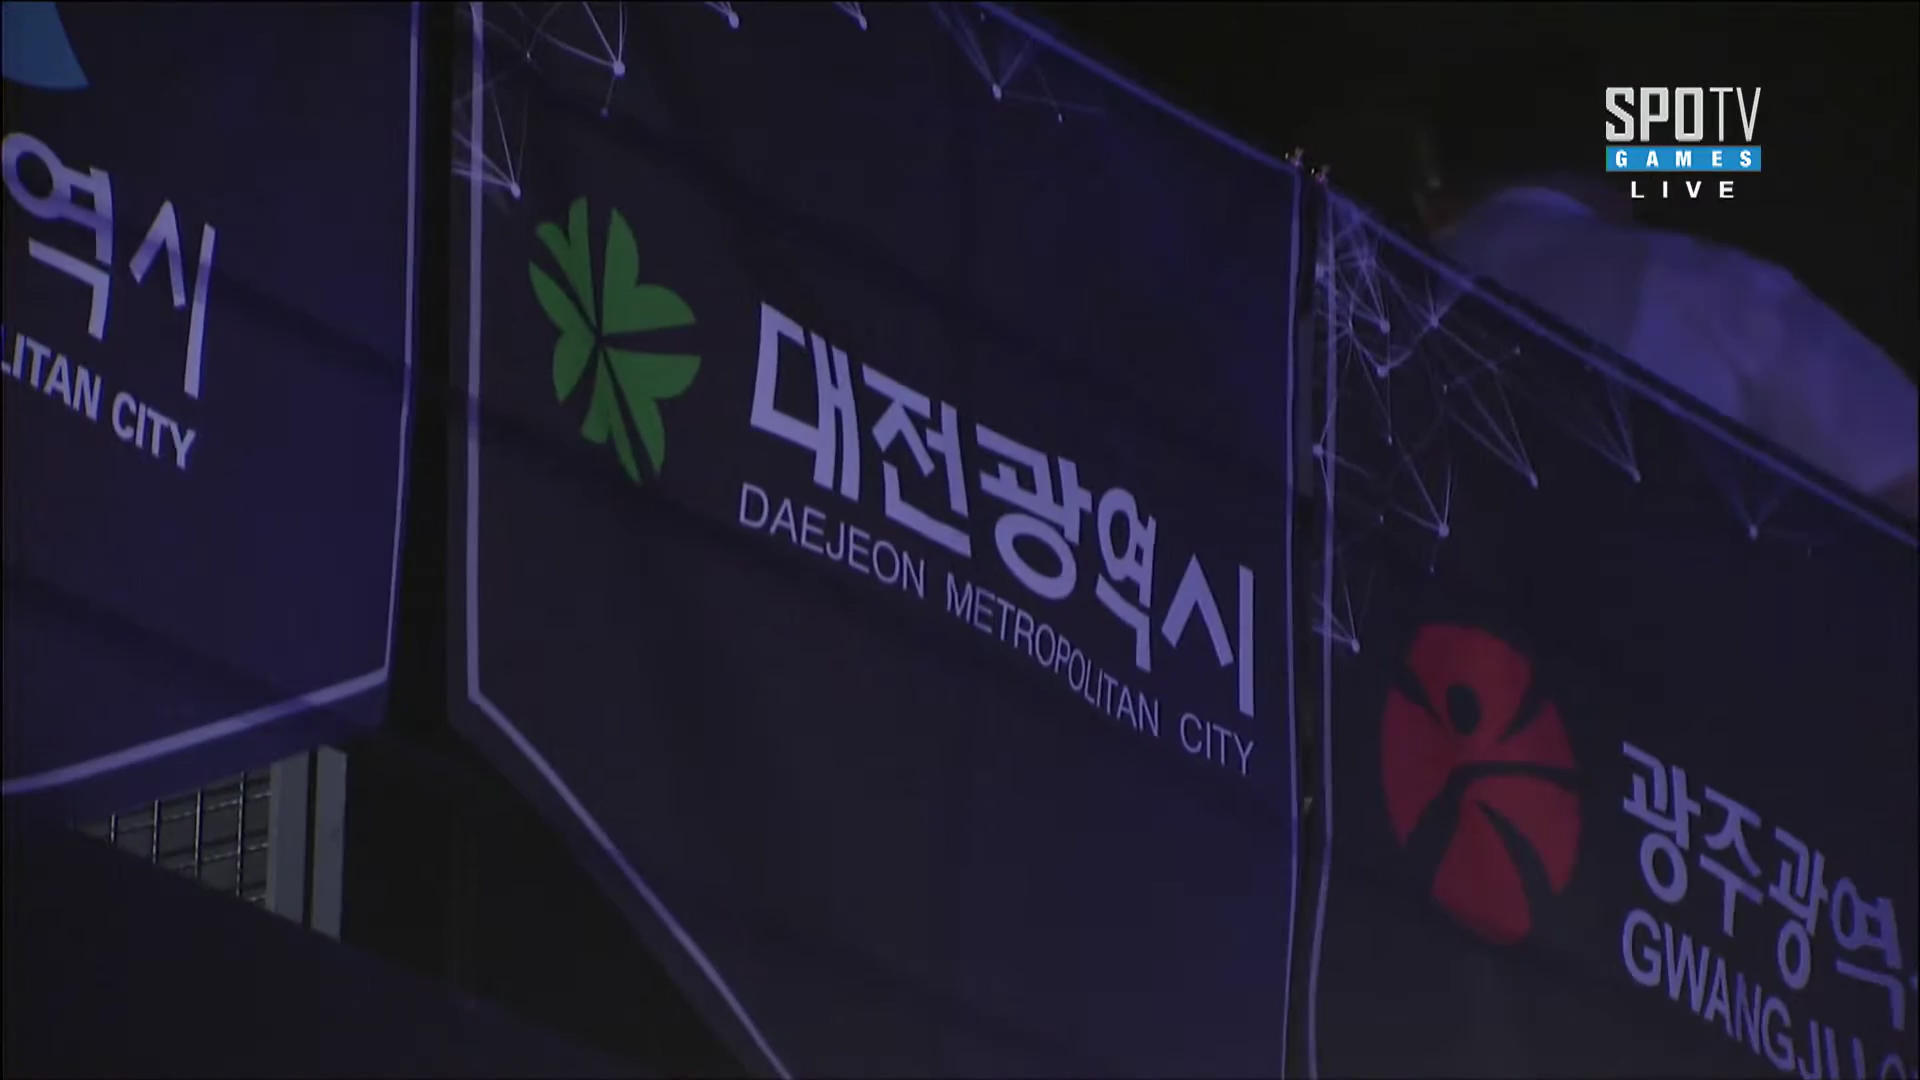 SPOTV
GAMES
LIVE
역시
LITAN CITY
대전광역시
DAEJEON METROPOLITAN CITY
광주광역
GWANGJU